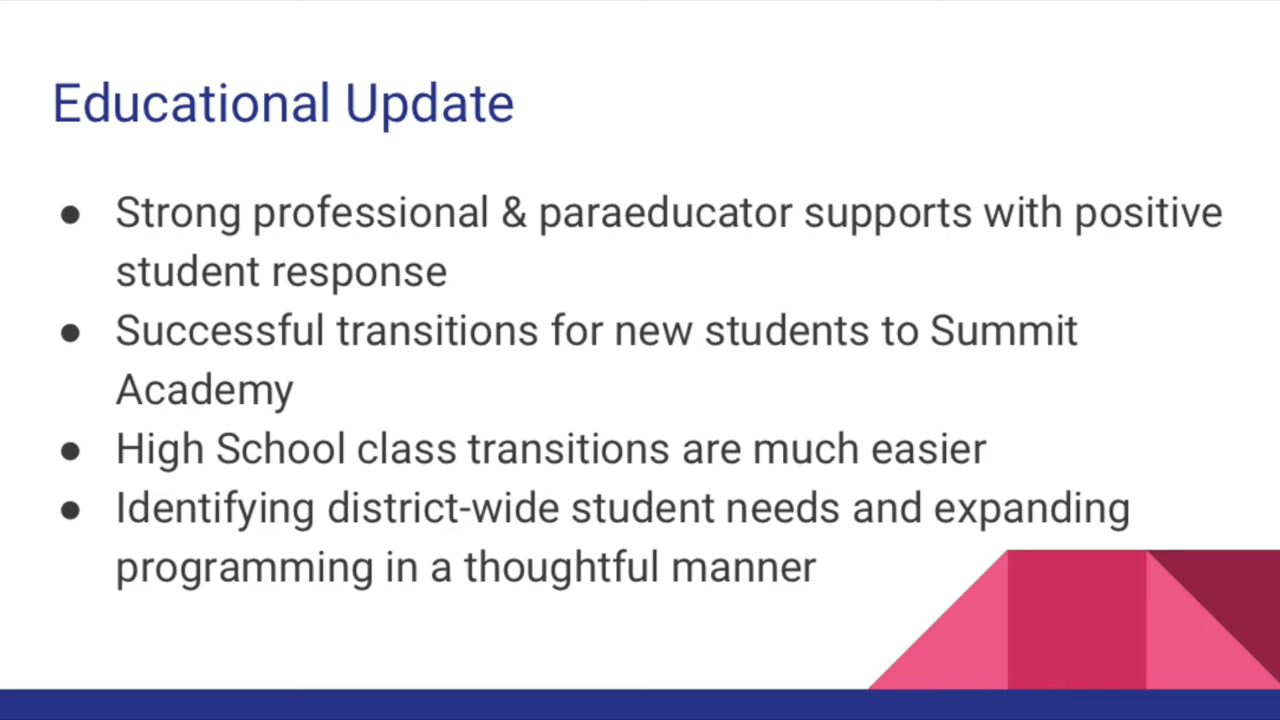 Educational Update
● Strong professional & paraeducator supports with positive
student response
● Successful transitions for new students to Summit
Academy
● High School class transitions are much easier
● Identifying district-wide student needs and expanding
programming in a thoughtful manner